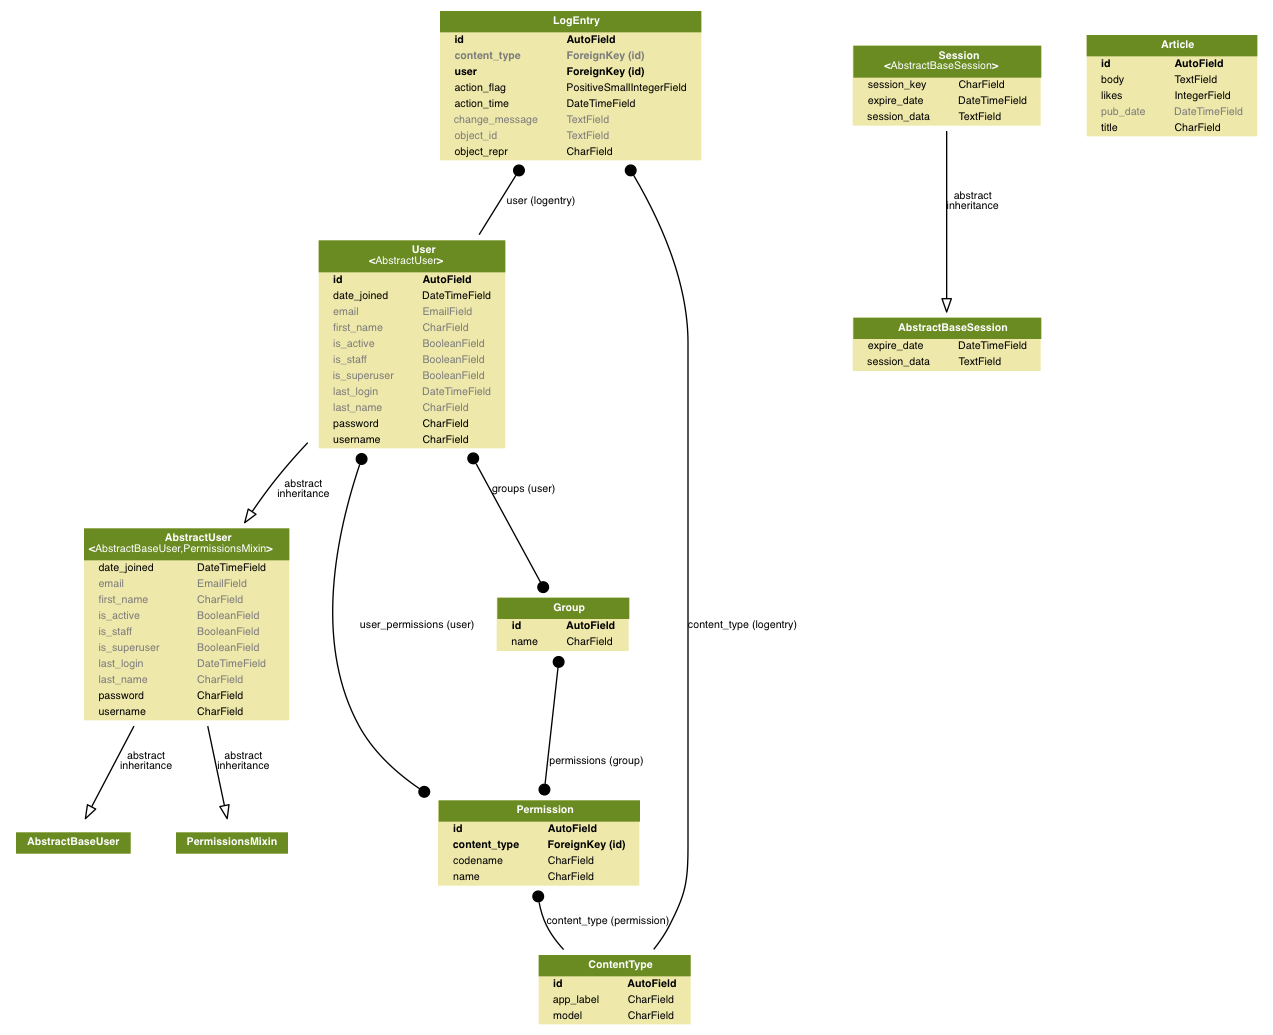 LogEntry
id AutoField
content_type ForeignKey (id)
user ForeignKey (id)
action_flag PositiveSmallIntegerField
action_time DateTimeField
change_message TextField
object_id TextField
object_repr CharField
Session
<AbstractBaseSession>
session_key CharField
expire_date DateTimeField
session_data TextField
Article
id AutoField
body TextField
likes IntegerField
pub_date DateTimeField
title CharField
user (logentry)
abstract
inheritance
User
<AbstractUser>
id AutoField
date_joined DateTimeField
email EmailField
first_name CharField
is_active BooleanField
is_staff BooleanField
is_superuser BooleanField
last_login DateTimeField
last_name CharField
password CharField
username CharField
AbstractBaseSession
expire_date DateTimeField
session_data TextField
abstract
inheritance
groups (user)
AbstractUser
<AbstractBaseUser,PermissionsMixin>
date_joined DateTimeField
email EmailField
first_name CharField
is_active BooleanField
is_staff BooleanField
is_superuser BooleanField
last_login DateTimeField
last_name CharField
password CharField
username CharField
user_permissions (user)
Group
id AutoField
name CharField
content_type (logentry)
abstract
inheritance
abstract
inheritance
permissions (group)
AbstractBaseUser
PermissionsMixin
Permission
id AutoField
content_type ForeignKey (id)
codename CharField
name CharField
content_type (permission)
ContentType
id AutoField
app_label CharField
model CharField